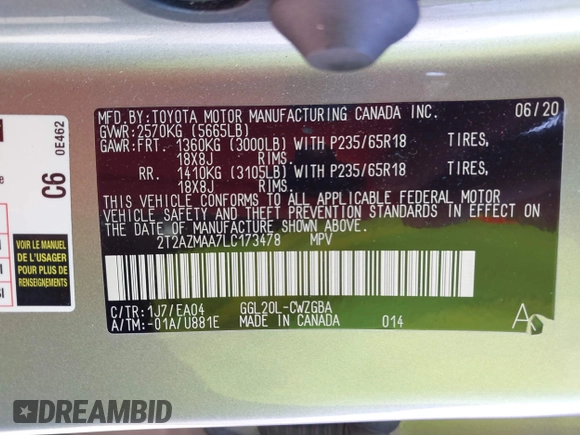 MFD.BY:TOYOTA MOTOR MANUFACTURING CANADA INC. 06/20
GVWR:2570KG (5665LB)
GAWR:FRT. 1360KG (3000LB) WITH P235/65R18 TIRES,
18X8J RIMS.
RR. 1410KG (3105LB) WITH P235/65R18 TIRES,
18X8J RIMS.
THIS VEHICLE CONFORMS TO ALL APPLICABLE FEDERAL MOTOR
VEHICLE SAFETY AND THEFT PREVENTION STANDARDS IN EFFECT ON
THE DATE OF MANUFACTURE SHOWN ABOVE.
2T2AZMAA7LC173478 MPV
C/TR:1J7/EA04 GGL20L-CWZGBA
A/TM:-01A/U881E MADE IN CANADA 014 A
C6
0E462
VOIR LE MANUEL
DE L'USAGER
POUR PLUS DE
RENSEIGNEMENTS
DREAMBID